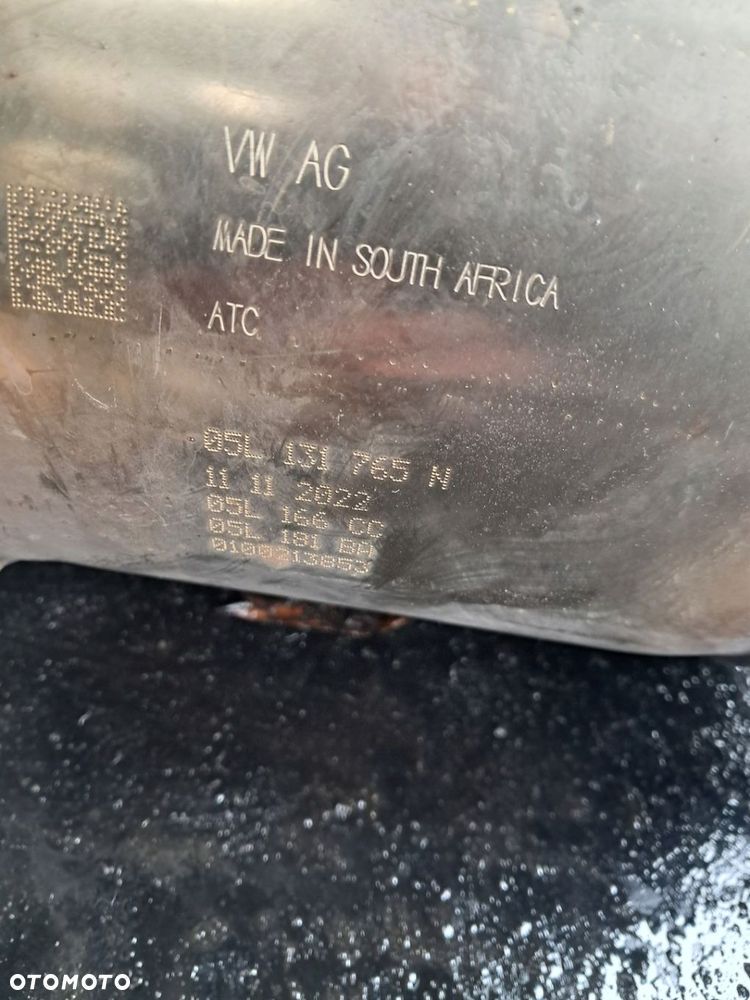 VW AG
MADE IN SOUTH AFRICA
ATC
05L 131 765 N
11 11 2022
05L 166 CC
05L 181 BA
0100013853
OTOMOTO